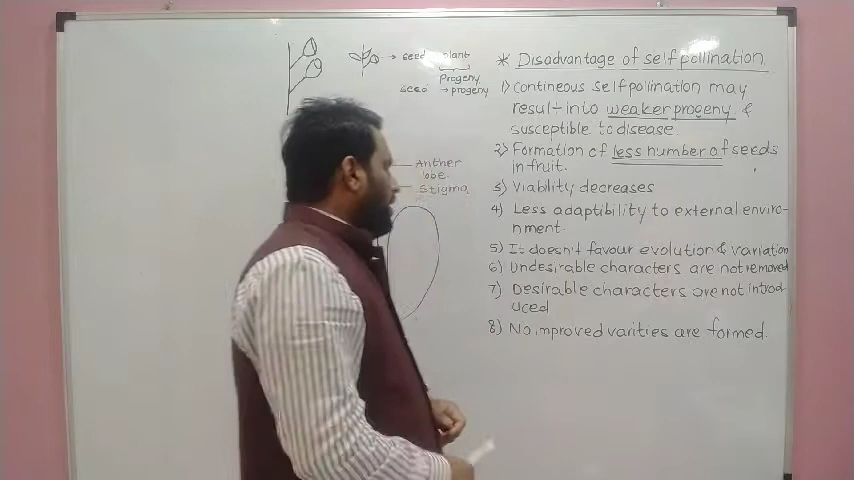 → seed plant
Progeny
seed → progeny
Anther
lobe.
Stigma
* Disadvantage of self pollination
1) Contineous self pollination may
result into weaker progeny &
susceptible to disease.
2) Formation of less number of seeds
in fruit.
3) Viability decreases
4) Less adaptibility to external enviro-
nment.
5) It doesn't favour evolution & variation
6) Undesirable characters are not removed
7) Desirable characters are not introd
uced
8) No improved varities are formed.